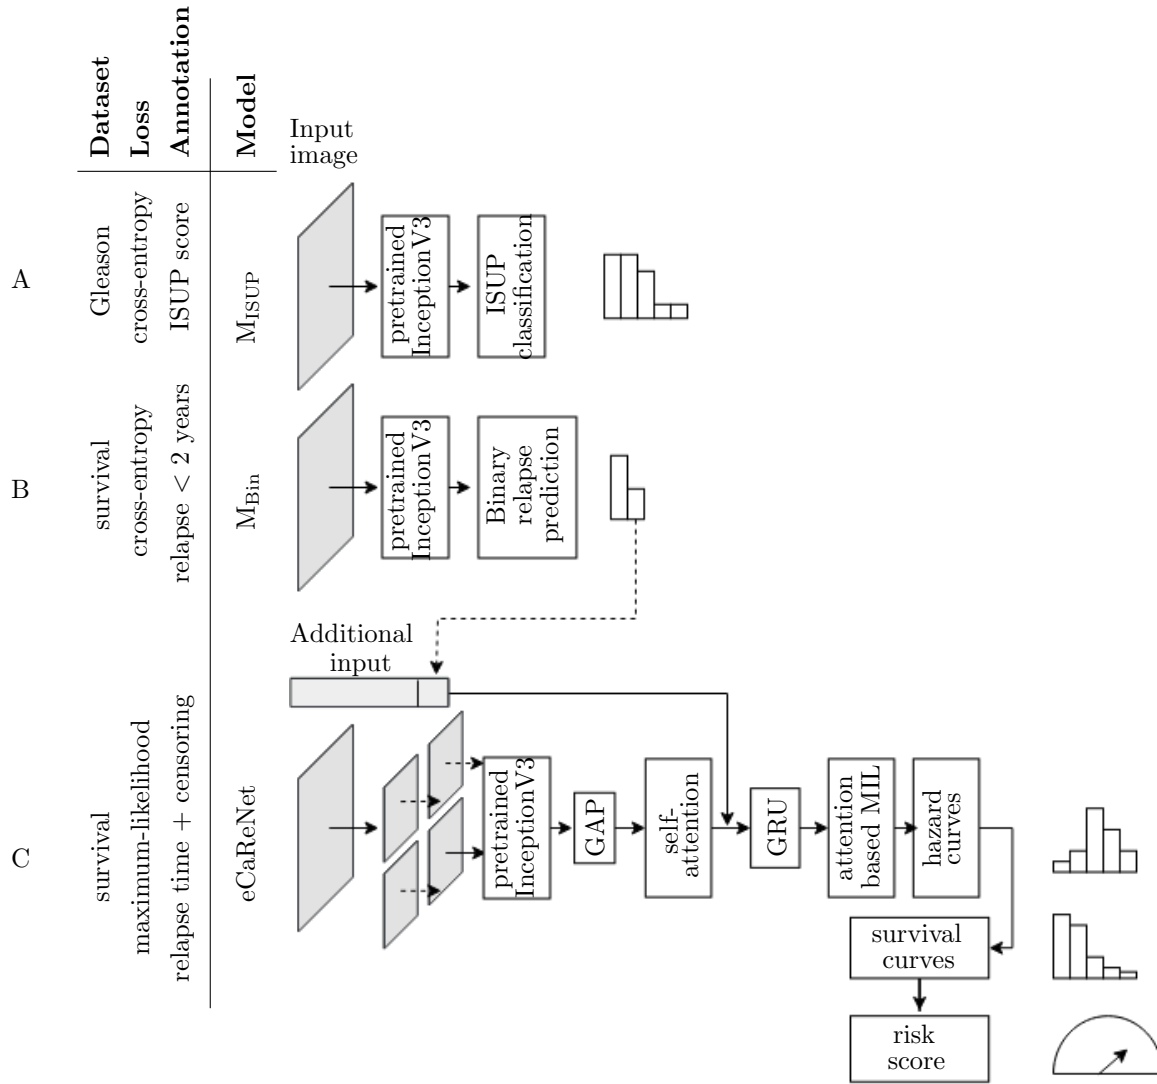 Dataset
Loss
Annotation
Model
Input
image
A
Gleason
cross-entropy
ISUP score
M_ISUP
pretrained
InceptionV3
ISUP
classification
B
survival
cross-entropy
relapse < 2 years
M_Bin
pretrained
InceptionV3
Binary
relapse
prediction
Additional
input
C
survival
maximum-likelihood
relapse time + censoring
eCaReNet
pretrained
InceptionV3
GAP
self-
attention
GRU
attention
based MIL
hazard
curves
survival
curves
risk
score